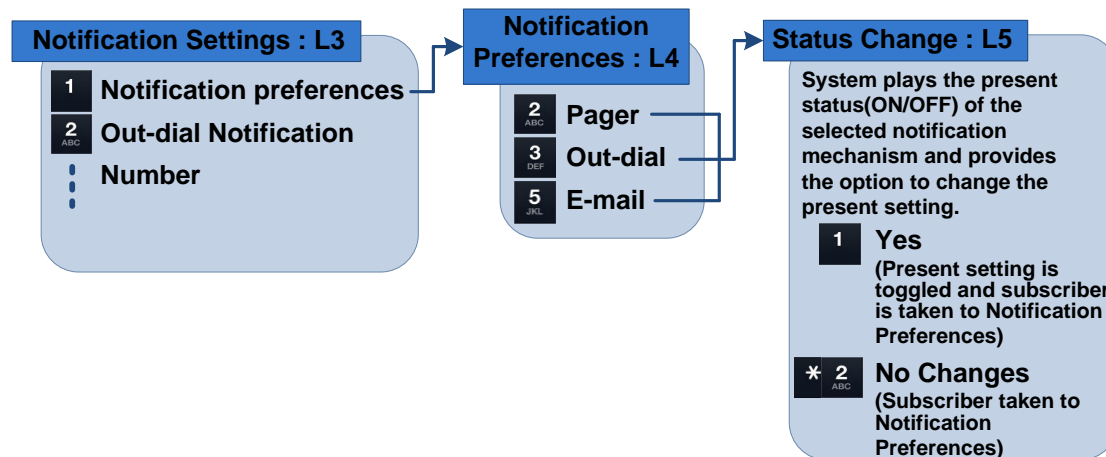 Notification Settings : L3
1 Notification preferences
2 ABC Out-dial Notification
Number
Notification
Preferences : L4
2 ABC Pager
3 DEF Out-dial
5 JKL E-mail
Status Change : L5
System plays the present
status(ON/OFF) of the
selected notification
mechanism and provides
the option to change the
present setting.
1 Yes
(Present setting is
toggled and subscriber
is taken to Notification
Preferences)
* 2 ABC No Changes
(Subscriber taken to
Notification
Preferences)